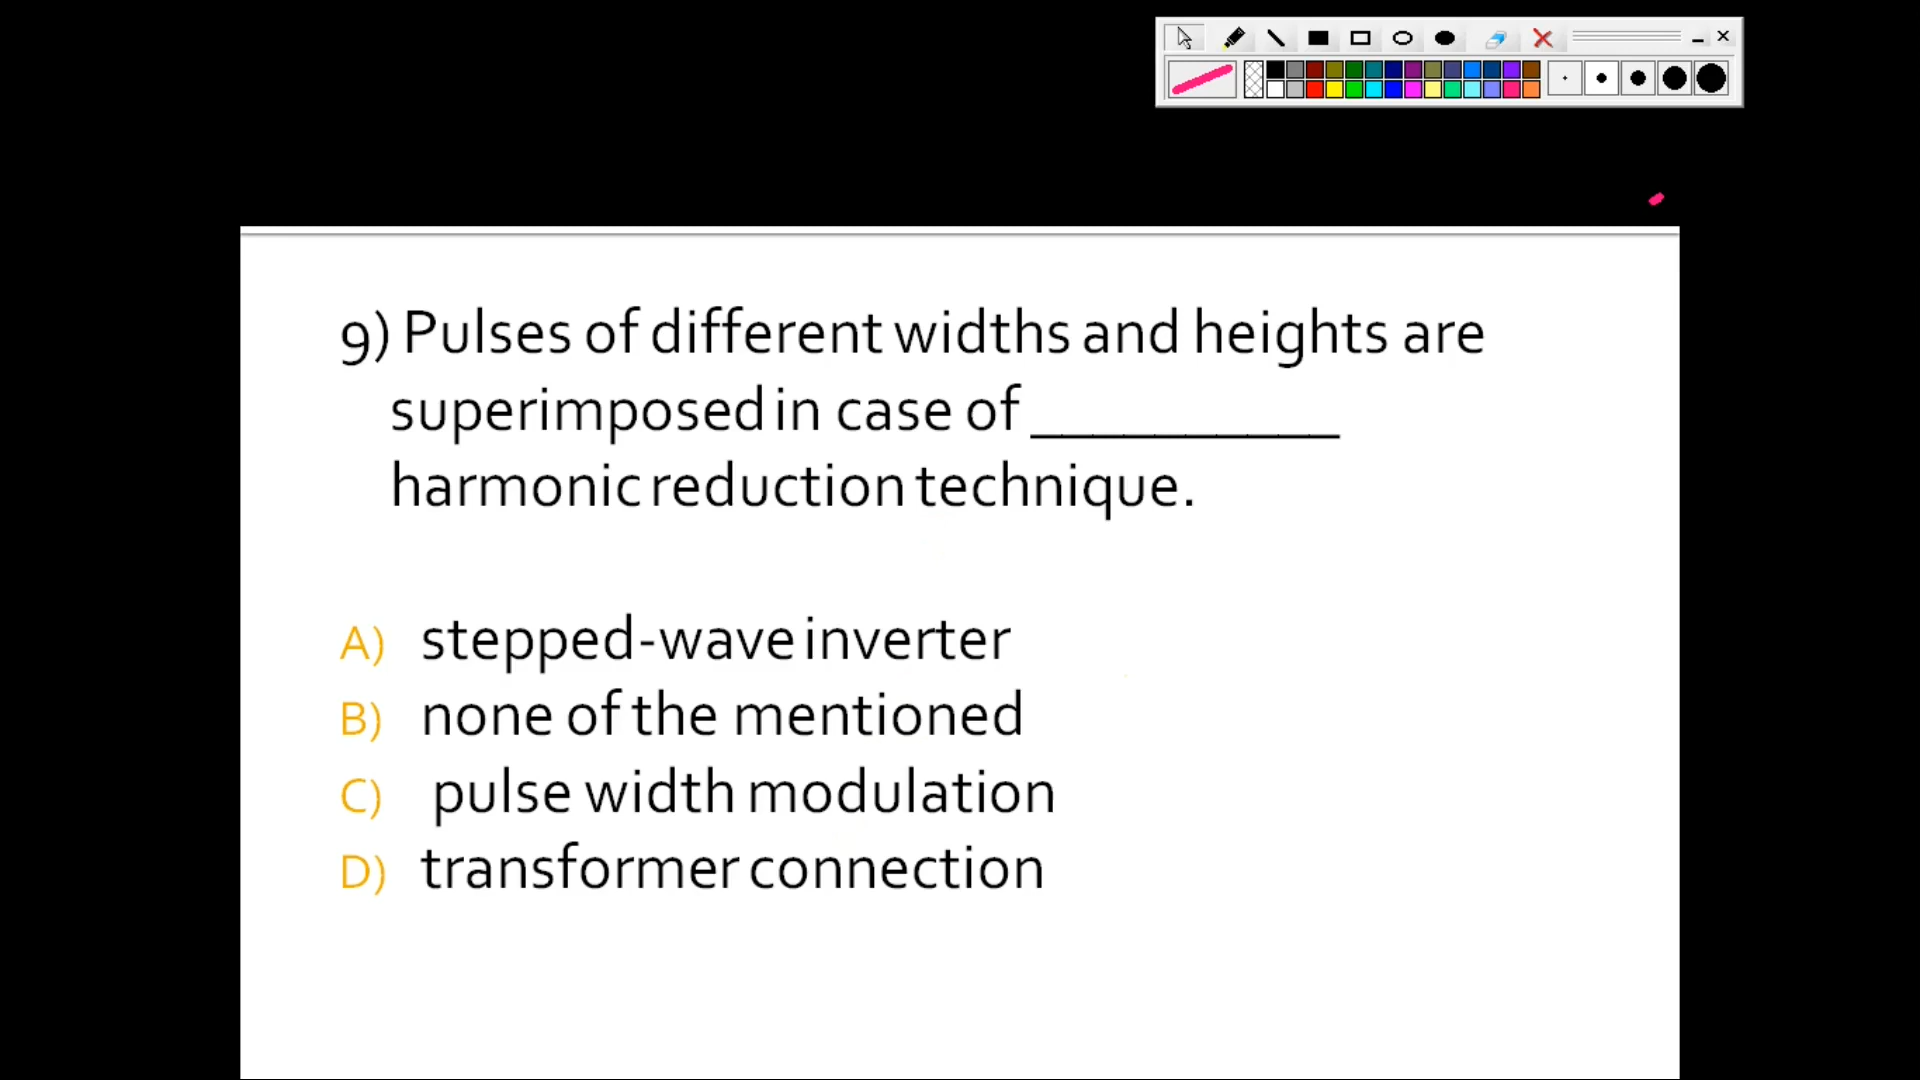 9) Pulses of different widths and heights are
superimposed in case of __________
harmonic reduction technique.
A) stepped-wave inverter
B) none of the mentioned
C) pulse width modulation
D) transformer connection